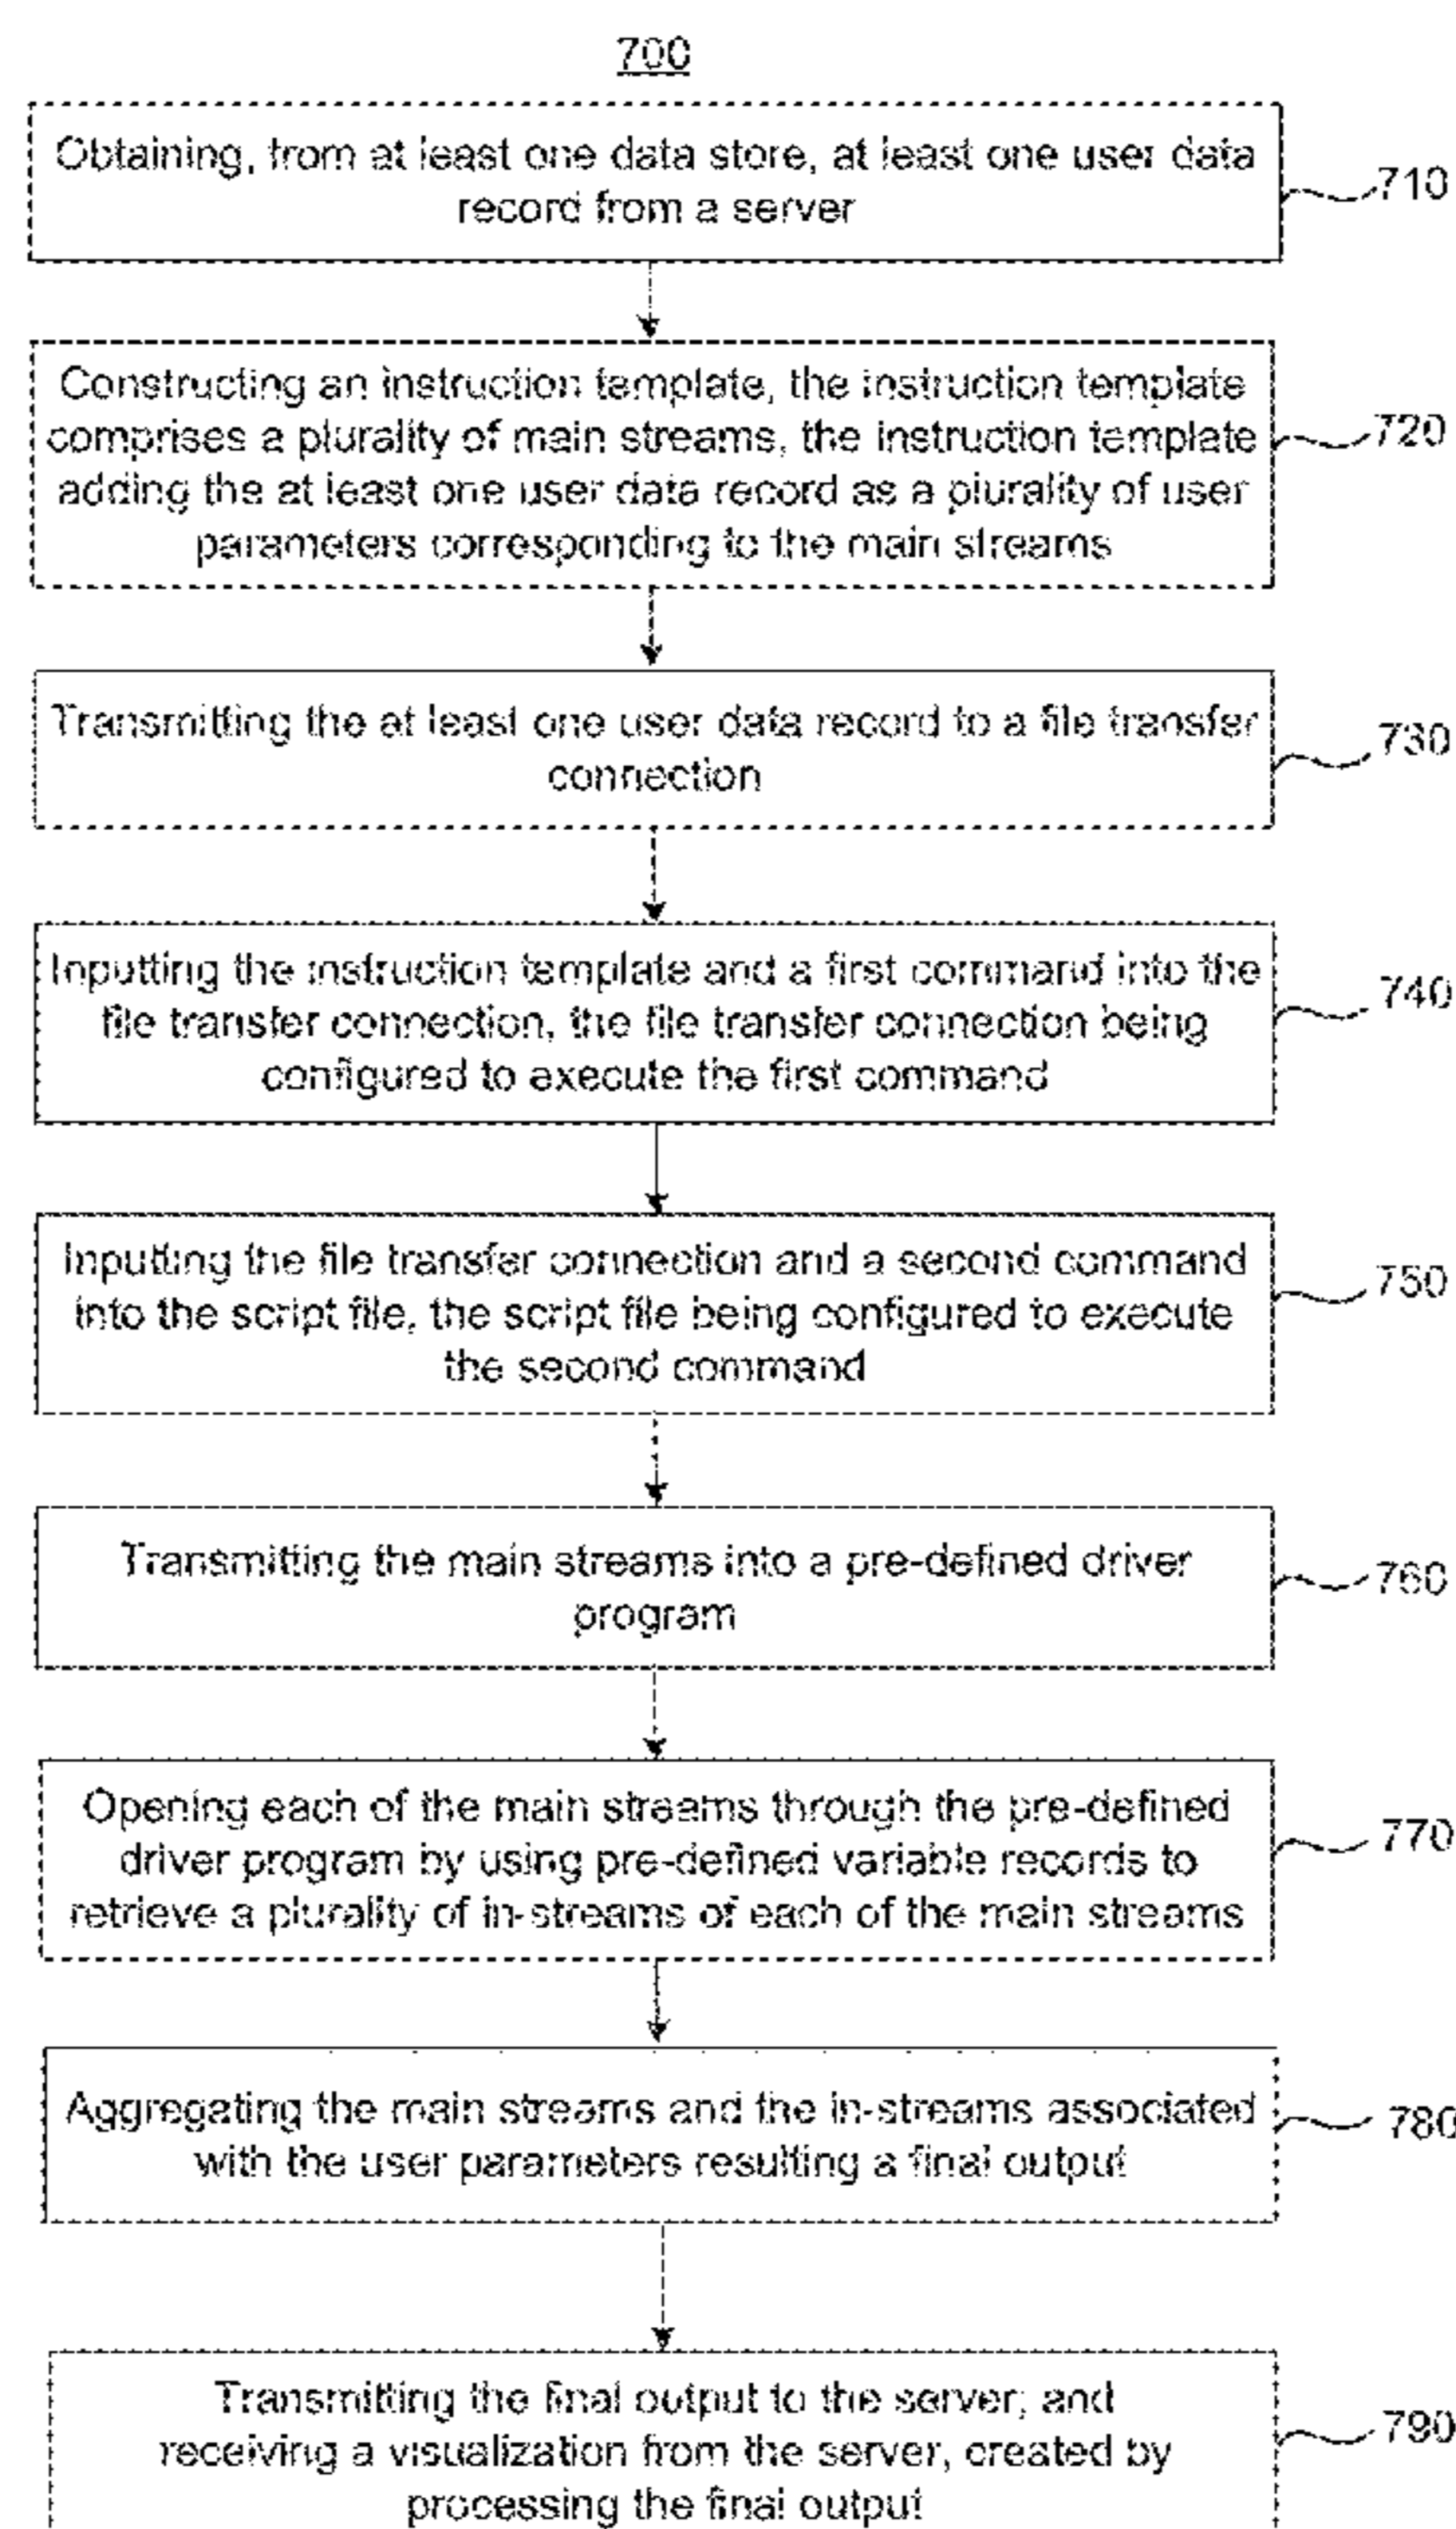 700
Obtaining, from at least one data store, at least one user data
record from a server
710
Constructing an instruction template, the instruction template
comprises a plurality of main streams, the instruction template
adding the at least one user data record as a plurality of user
parameters corresponding to the main streams
720
Transmitting the at least one user data record to a file transfer
connection
730
Inputting the instruction template and a first command into the
file transfer connection, the file transfer connection being
configured to execute the first command
740
Inputting the file transfer connection and a second command
into the script file, the script file being configured to execute
the second command
750
Transmitting the main streams into a pre-defined driver
program
760
Opening each of the main streams through the pre-defined
driver program by using pre-defined variable records to
retrieve a plurality of in-streams of each of the main streams
770
Aggregating the main streams and the in-streams associated
with the user parameters resulting a final output
780
Transmitting the final output to the server; and
receiving a visualization from the server, created by
processing the final output
790